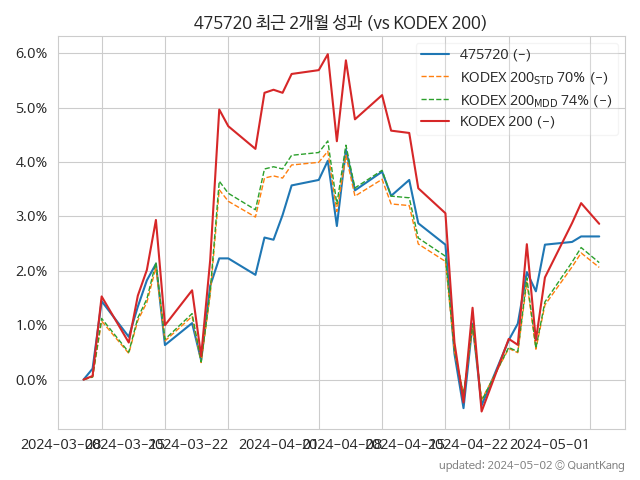 475720 최근 2개월 성과 (vs KODEX 200)
6.0%
5.0%
4.0%
3.0%
2.0%
1.0%
0.0%
475720 (-)
KODEX 200STD 70% (-)
KODEX 200MDD 74% (-)
KODEX 200 (-)
2024-03-08 2024-03-15 2024-03-22 2024-04-01 2024-04-08 2024-04-15 2024-04-22 2024-05-01
updated: 2024-05-02 © QuantKang